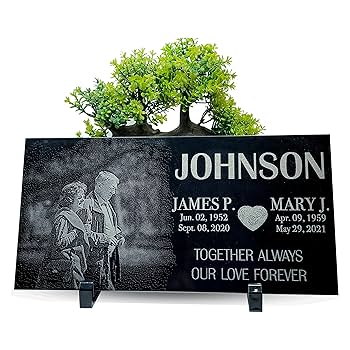 JOHNSON
JAMES P. MARY J.
Jun. 02, 1952 Apr. 09, 1959
Sept. 08, 2020 May 29, 2021
TOGETHER ALWAYS
OUR LOVE FOREVER